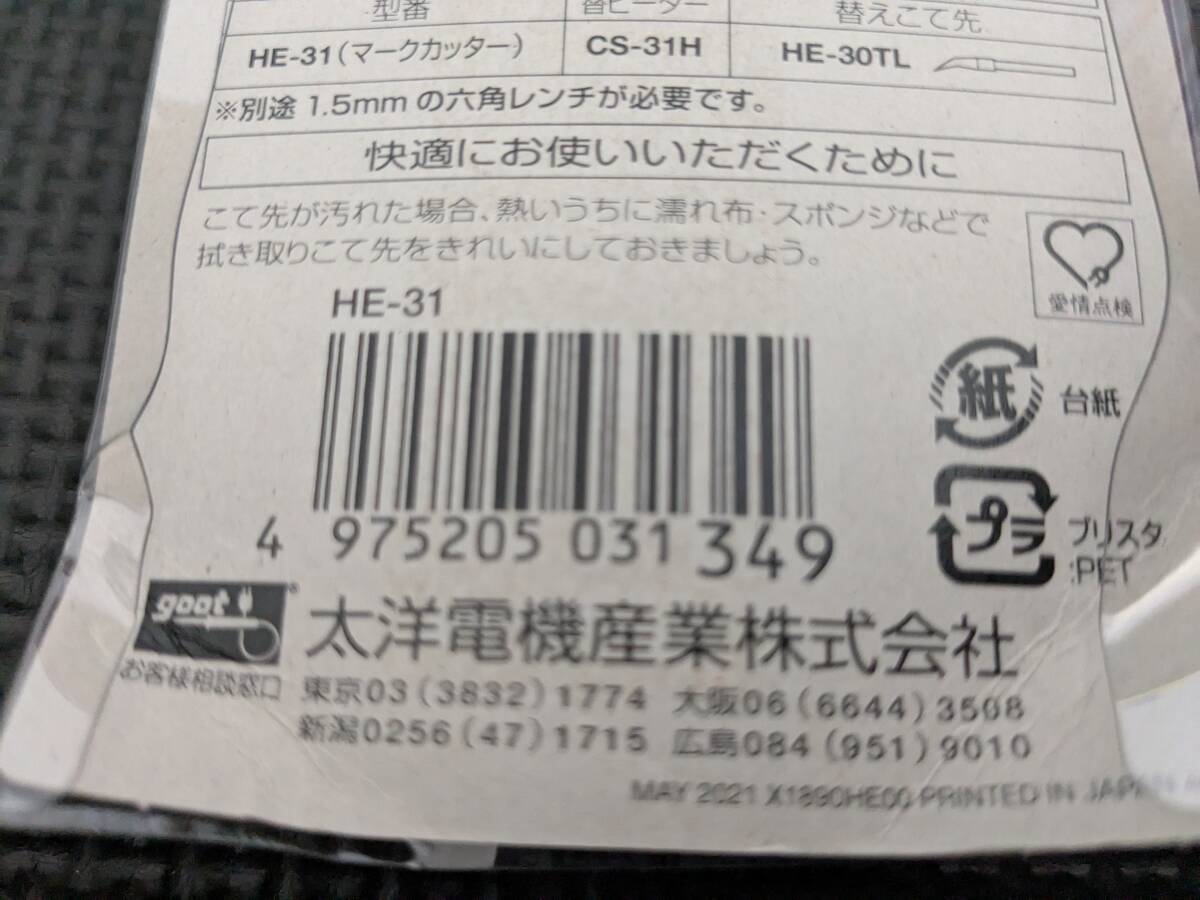 型番 替ヒーター 替えこて先
HE-31(マークカッター) CS-31H HE-30TL
※別途 1.5mm の六角レンチが必要です。
快適にお使いいただくために
こて先が汚れた場合、熱いうちに濡れ布・スポンジなどで
拭き取りこて先をきれいにしておきましょう。
愛情点検
HE-31
紙 台紙
プラ ブリスタ
:PET
4 975205 031349
goot
お客様相談窓口
太洋電機産業株式会社
東京03(3832)1774 大阪06(6644)3508
新潟0256(47)1715 広島084(951)9010
MAY 2021 X1890HE00 PRINTED IN JAPAN